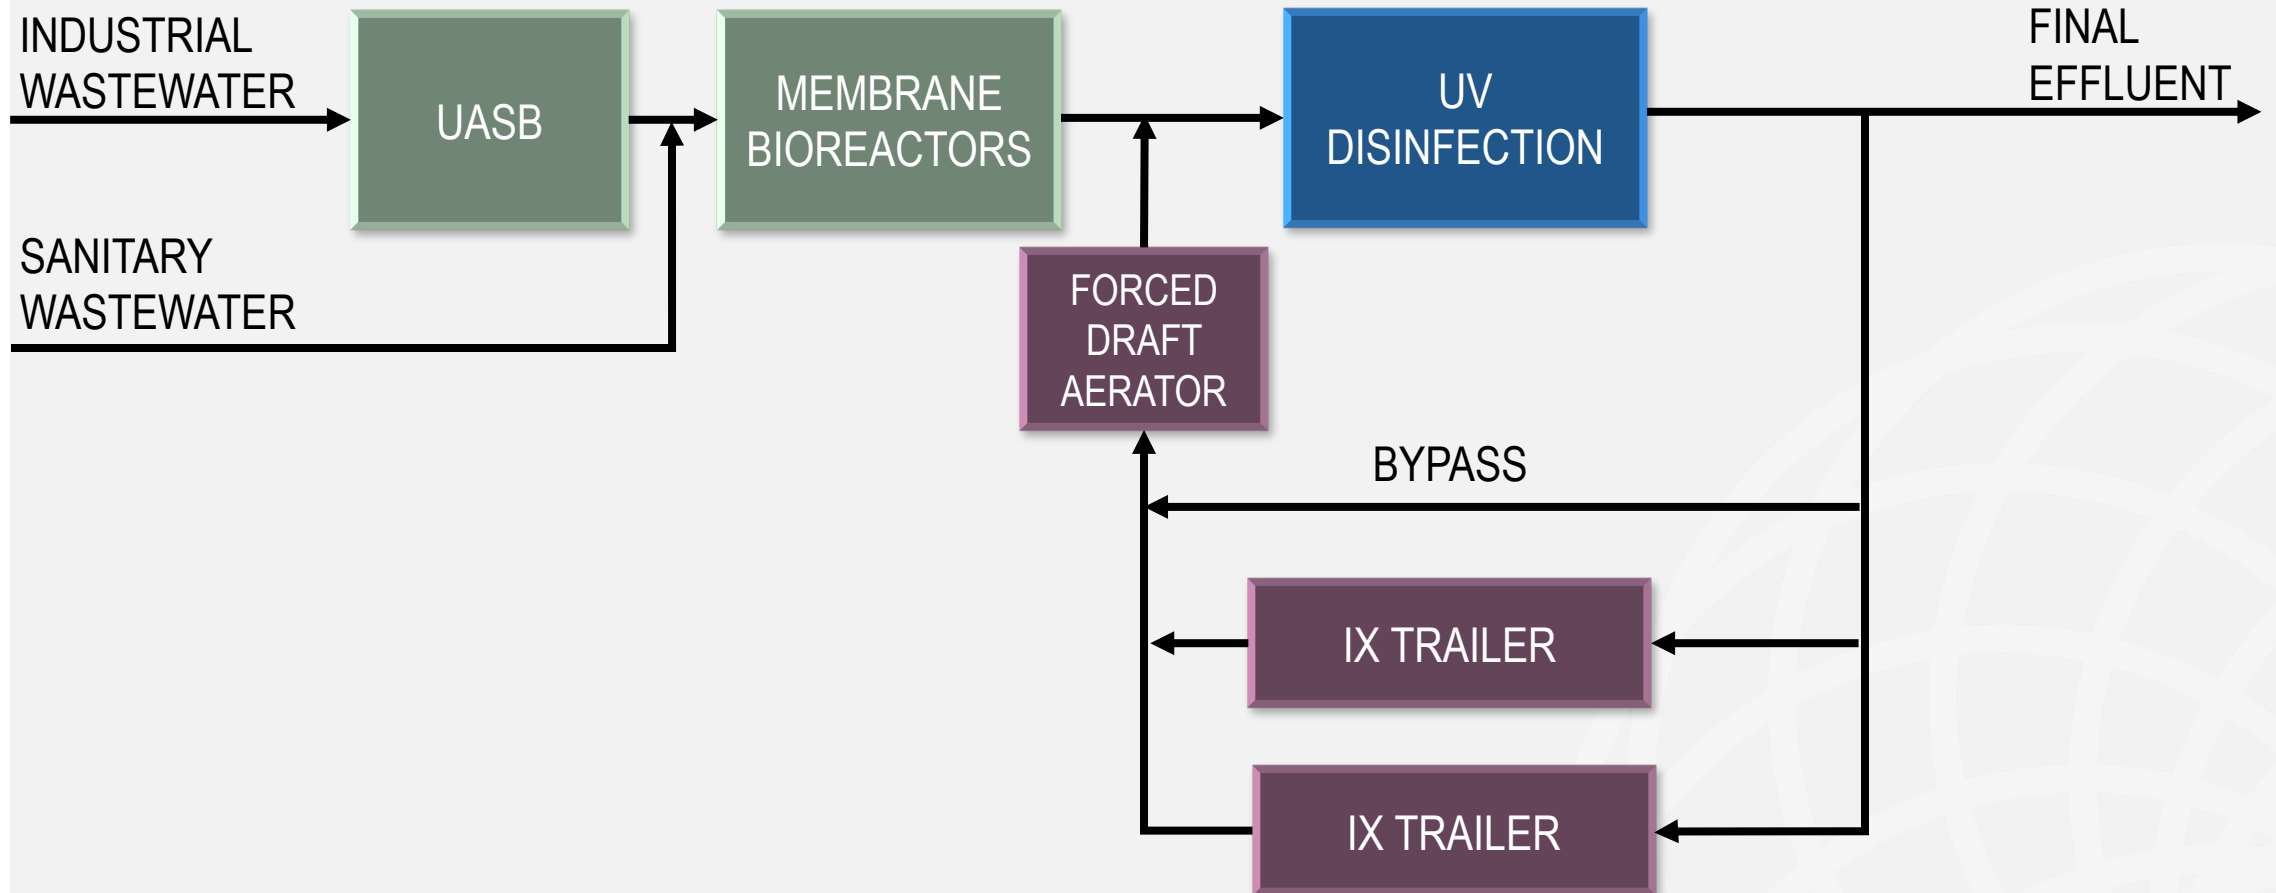 INDUSTRIAL
WASTEWATER
UASB
MEMBRANE
BIOREACTORS
UV
DISINFECTION
FINAL
EFFLUENT
SANITARY
WASTEWATER
FORCED
DRAFT
AERATOR
BYPASS
IX TRAILER
IX TRAILER